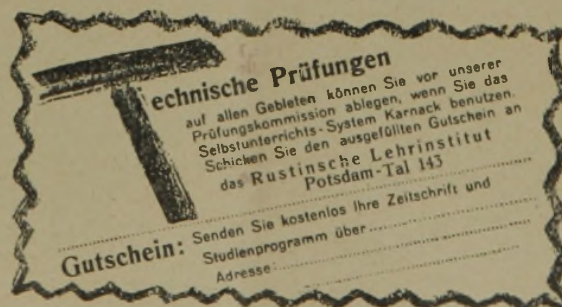 Technische Prüfungen
auf allen Gebieten können Sie vor unserer
Prüfungskommission ablegen, wenn Sie das
Selbstunterrichts-System Karnack benutzen.
Schicken Sie den ausgefüllten Gutschein an
das Rustinsche Lehrinstitut
Potsdam-Tal 143
Gutschein: Senden Sie kostenlos Ihre Zeitschrift und
Studienprogramm über
Adresse: